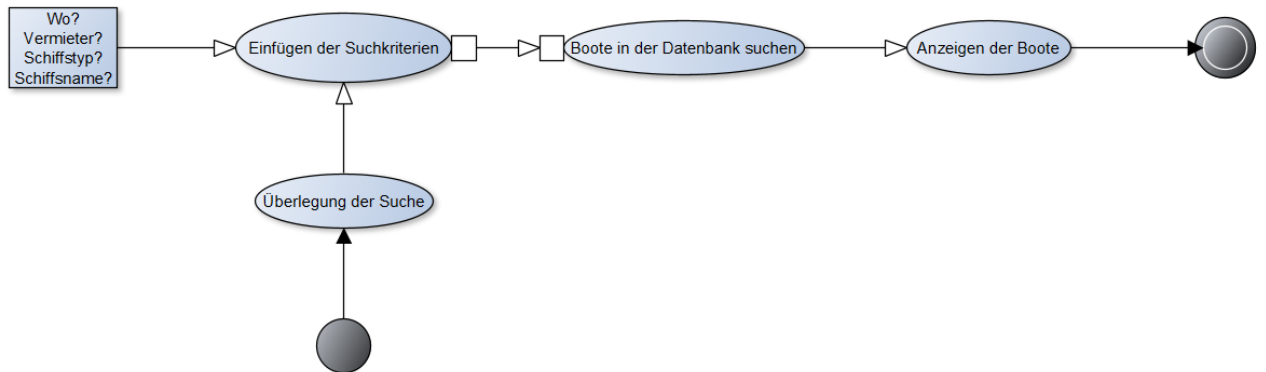 Wo?
Vermieter?
Schiffstyp?
Schiffsname?
Einfügen der Suchkriterien
Boote in der Datenbank suchen
Anzeigen der Boote
Überlegung der Suche